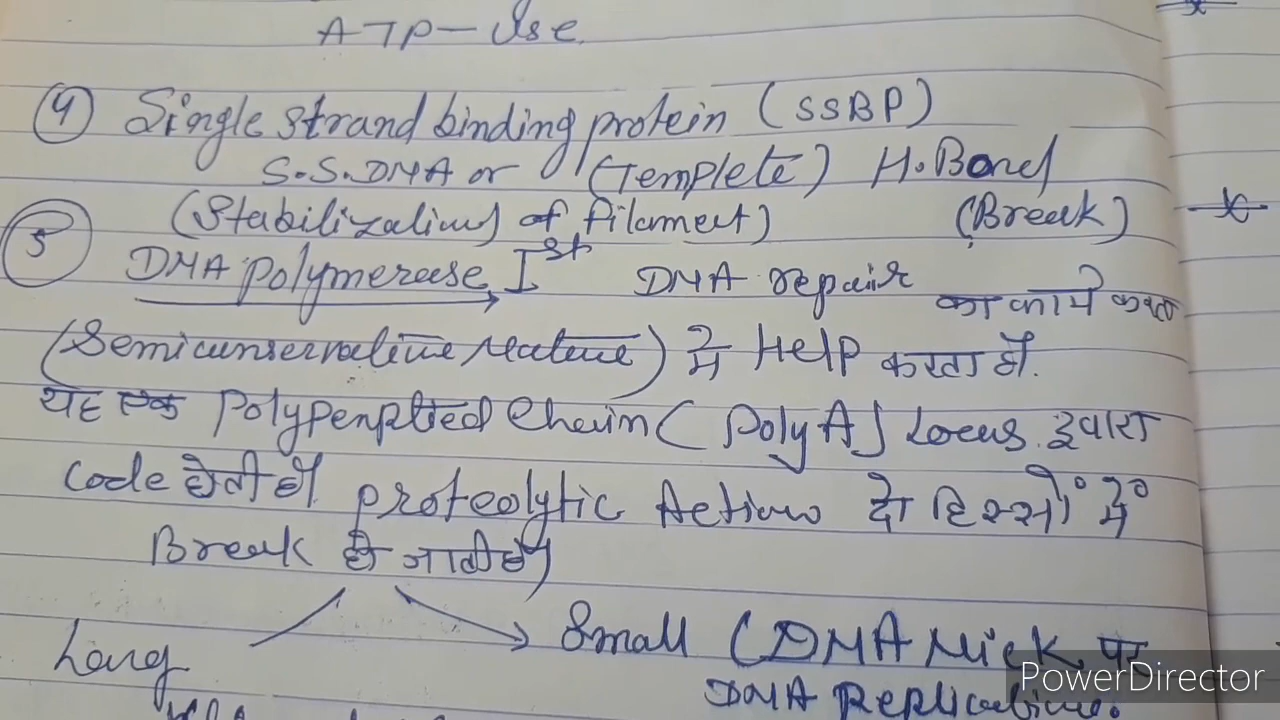 ATP - Use
④ Single strand binding protein (SSBP)
S.S.DNA or (Templete) H.Bond
(Stabilization) of filament) (Break)
⑤ DNA polymerease Ist DNA repair का कार्य करता
(Semiconservative Nature) में Help करता हैं.
यह एक Polypenptied Chain (Poly A) Locus द्वारा
Code होती हैं proteolytic Action दो हिस्सों में
Break हो जाती हैं
Long Small (DNA Nick पर
DNA Replication.
PowerDirector